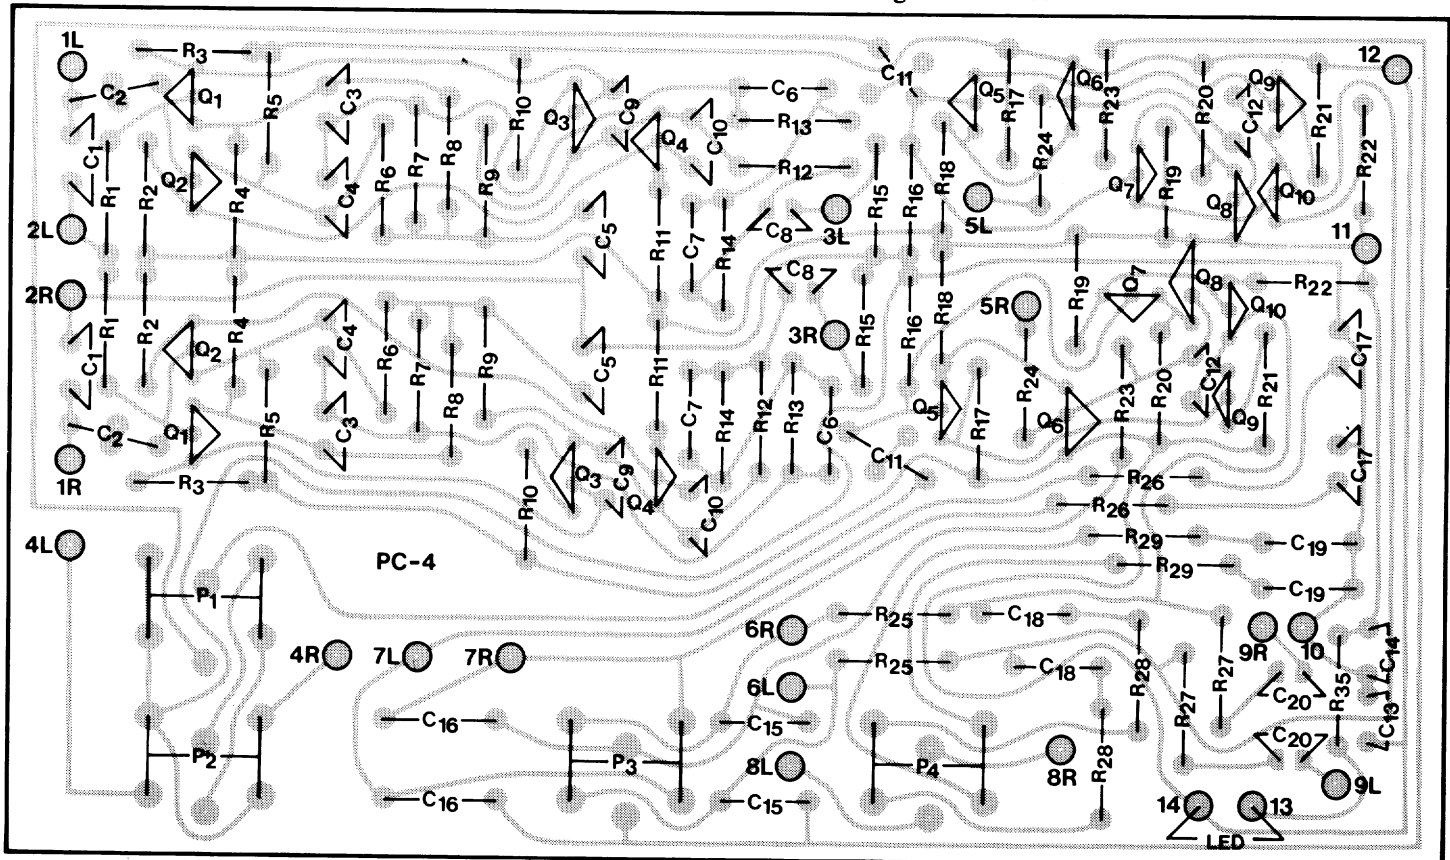 1L R3 C11 12
C2 Q1 R5 C3 R7 R8 R10 Q3 C9 Q4 C10 C6 Q5 R17 Q6 R23 R20 C12 Q9 R21
R13
C1 R1 R2 Q2 R4 C4 R6 R9 R12 R15 R16 R18 R24 Q7 R19 Q8 Q10 R22
2L C5 R11 C7 R14 C8 3L 5L 11
2R C8 R19 Q7 Q8 Q10 R22
R1 R2 R4 C4 R6 R11 3R R15 R16 R18 5R
C1 Q2 R7 R8 R9 C5 R24 R23 R20 C12 R21 C17
C2 Q1 R5 C3 C7 R14 R12 R13 C6 Q5 R17 Q6 Q9
1R R3 R10 Q3 C9 Q4 C10 C11 R26 C17
R26
4L PC-4 R29 C19
R29
P1 C19
6R R25 C18 9R 10
4R 7L 7R R25 C18 R28 R27 R27 R35 C14
6L C20 C13
C16 C15 C20
P2 P3 8L P4 8R R28 9L
C16 C15 14 13
LED